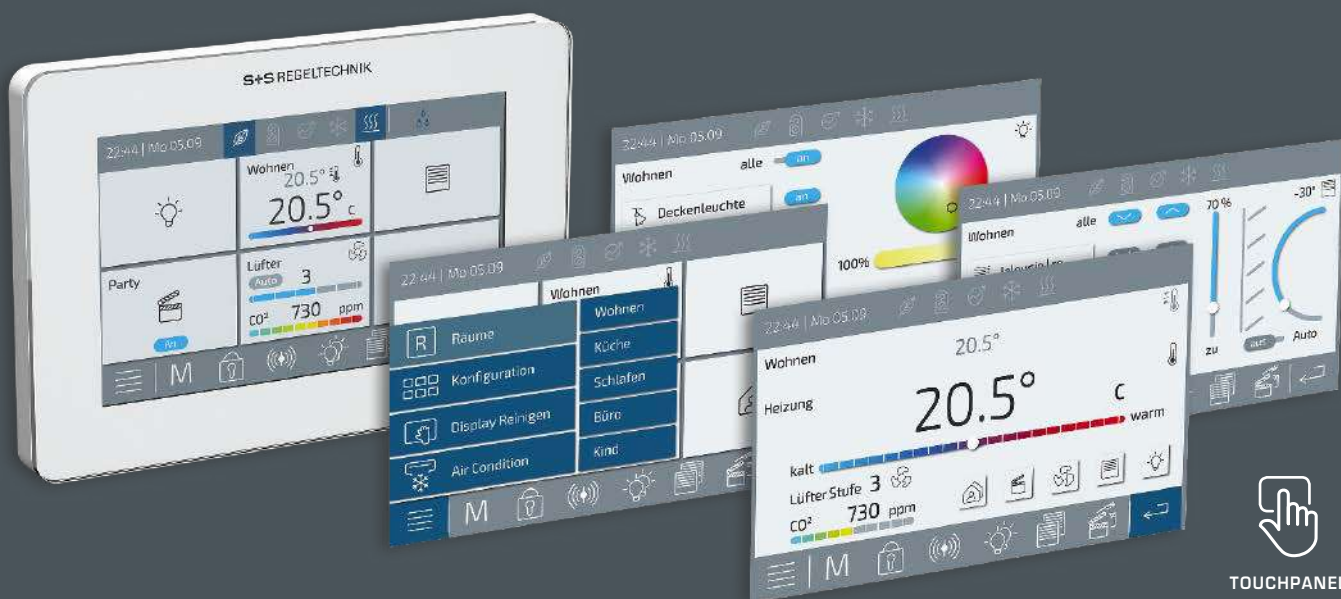 S+S REGELTECHNIK
22:44 | Mo 05.09
Wohnen
20.5°
20.5° C
Party
An
Lüfter
Auto 3
CO² 730 ppm
M
22:44 | Mo 05.09
Wohnen alle an
Deckenleuchte an
100%
22:44 | Mo 05.09
Wohnen alle
70 % -30°
zu aus Auto
22:44 | Mo 05.09
Wohnen
R Räume
Konfiguration
Display Reinigen
Air Condition
Wohnen
Küche
Schlafen
Büro
Kind
M
22:44 | Mo 05.09
Wohnen 20.5°
Heizung 20.5° C
kalt warm
Lüfter Stufe 3
CO² 730 ppm
M
TOUCHPANEL